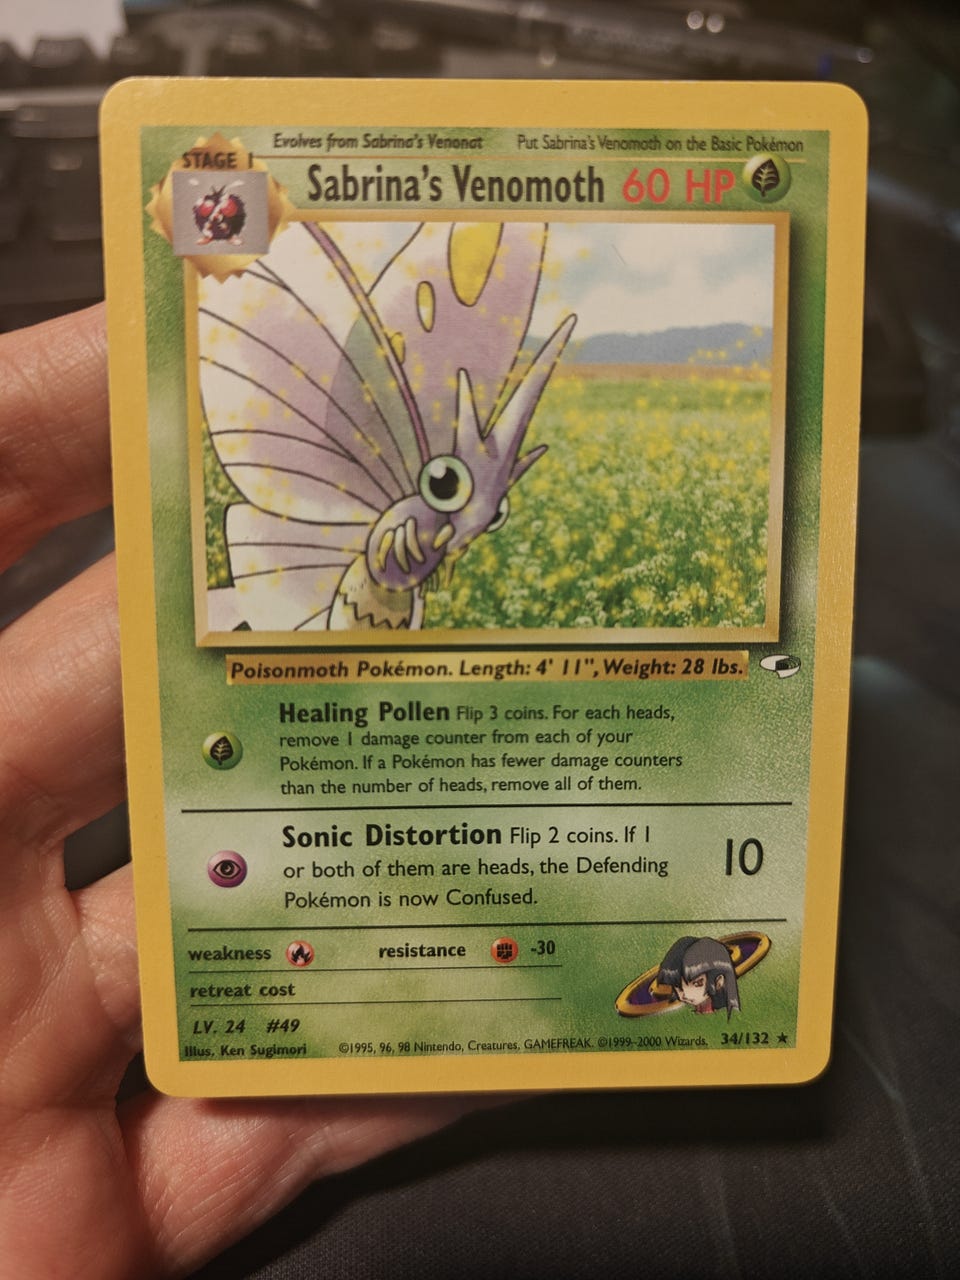 Evolves from Sabrina's Venonat Put Sabrina's Venomoth on the Basic Pokémon
STAGE 1
Sabrina's Venomoth 60 HP
Poisonmoth Pokémon. Length: 4' 11", Weight: 28 lbs.
Healing Pollen Flip 3 coins. For each heads,
remove 1 damage counter from each of your
Pokémon. If a Pokémon has fewer damage counters
than the number of heads, remove all of them.
Sonic Distortion Flip 2 coins. If 1
or both of them are heads, the Defending
Pokémon is now Confused.
10
weakness resistance -30
retreat cost
LV. 24 #49
Illus. Ken Sugimori ©1995, 96, 98 Nintendo, Creatures, GAMEFREAK. ©1999-2000 Wizards. 34/132 ★